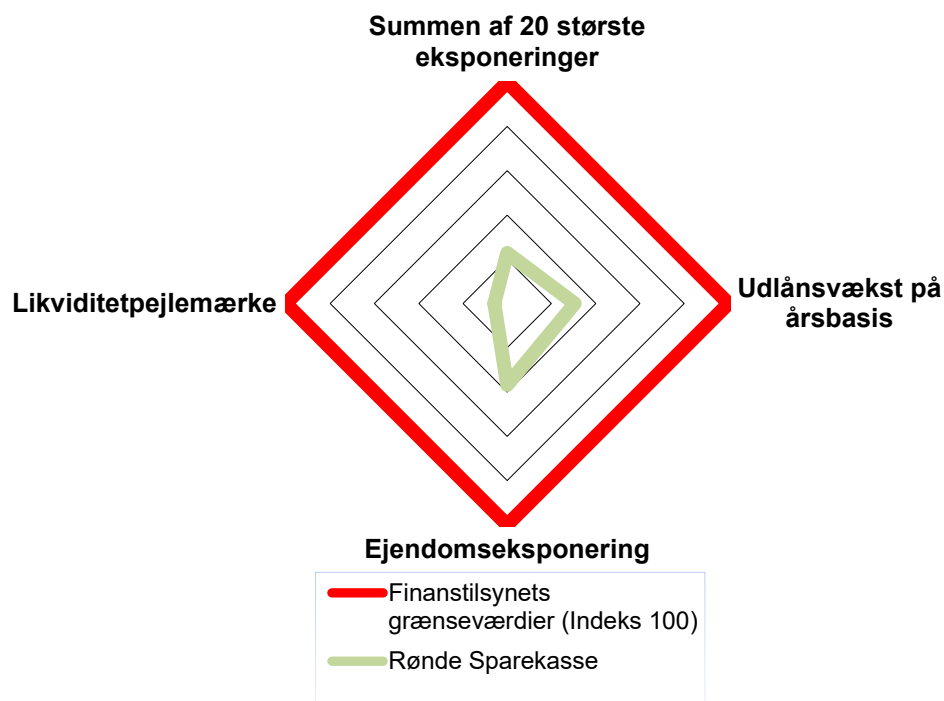 Summen af 20 største
eksponeringer
Likviditetpejlemærke
Udlånsvækst på
årsbasis
Ejendomseksponering
Finanstilsynets
grænseværdier (Indeks 100)
Rønde Sparekasse